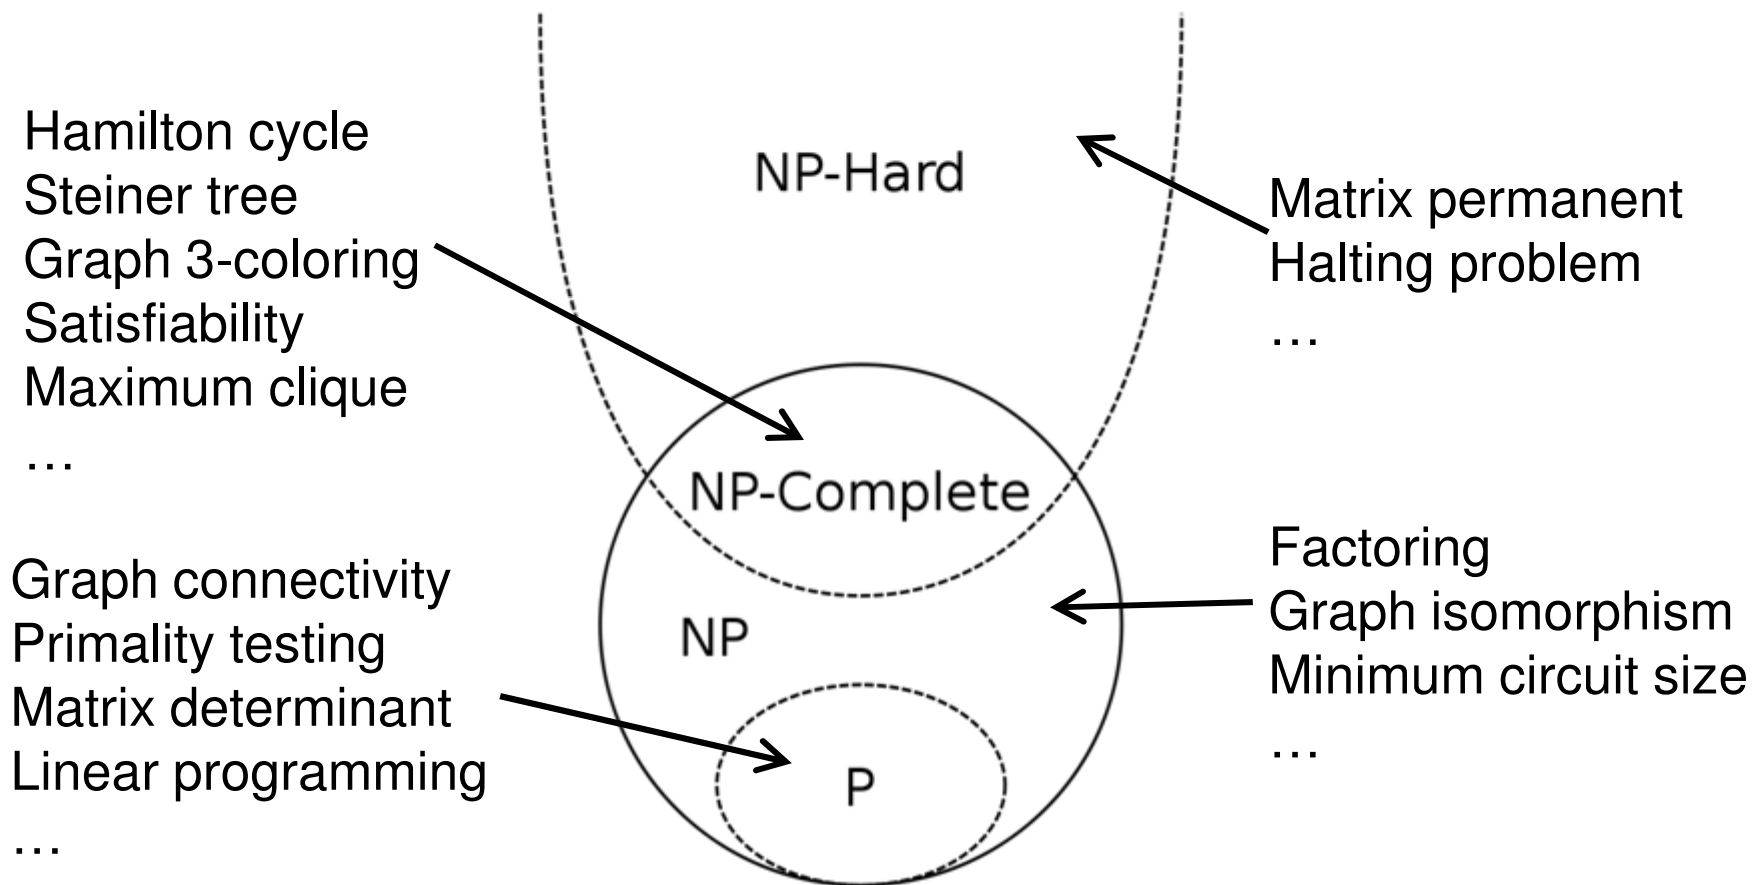 Hamilton cycle
Steiner tree
Graph 3-coloring
Satisfiability
Maximum clique
…
Graph connectivity
Primality testing
Matrix determinant
Linear programming
…
NP-Hard
NP-Complete
NP
P
Matrix permanent
Halting problem
…
Factoring
Graph isomorphism
Minimum circuit size
…